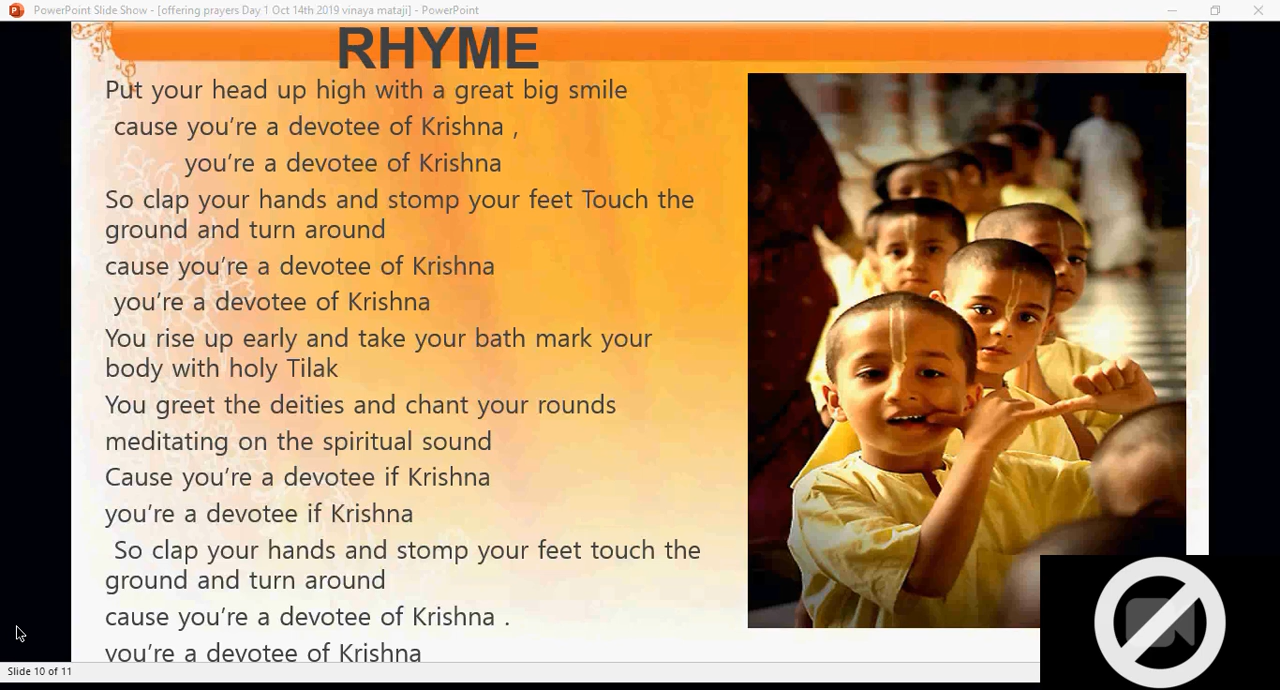 PowerPoint Slide Show - [offering prayers Day 1 Oct 14th 2019 vinaya mataji] - PowerPoint
RHYME
Put your head up high with a great big smile
cause you're a devotee of Krishna ,
you're a devotee of Krishna
So clap your hands and stomp your feet Touch the
ground and turn around
cause you're a devotee of Krishna
you're a devotee of Krishna
You rise up early and take your bath mark your
body with holy Tilak
You greet the deities and chant your rounds
meditating on the spiritual sound
Cause you're a devotee if Krishna
you're a devotee if Krishna
So clap your hands and stomp your feet touch the
ground and turn around
cause you're a devotee of Krishna .
you're a devotee of Krishna
Slide 10 of 11